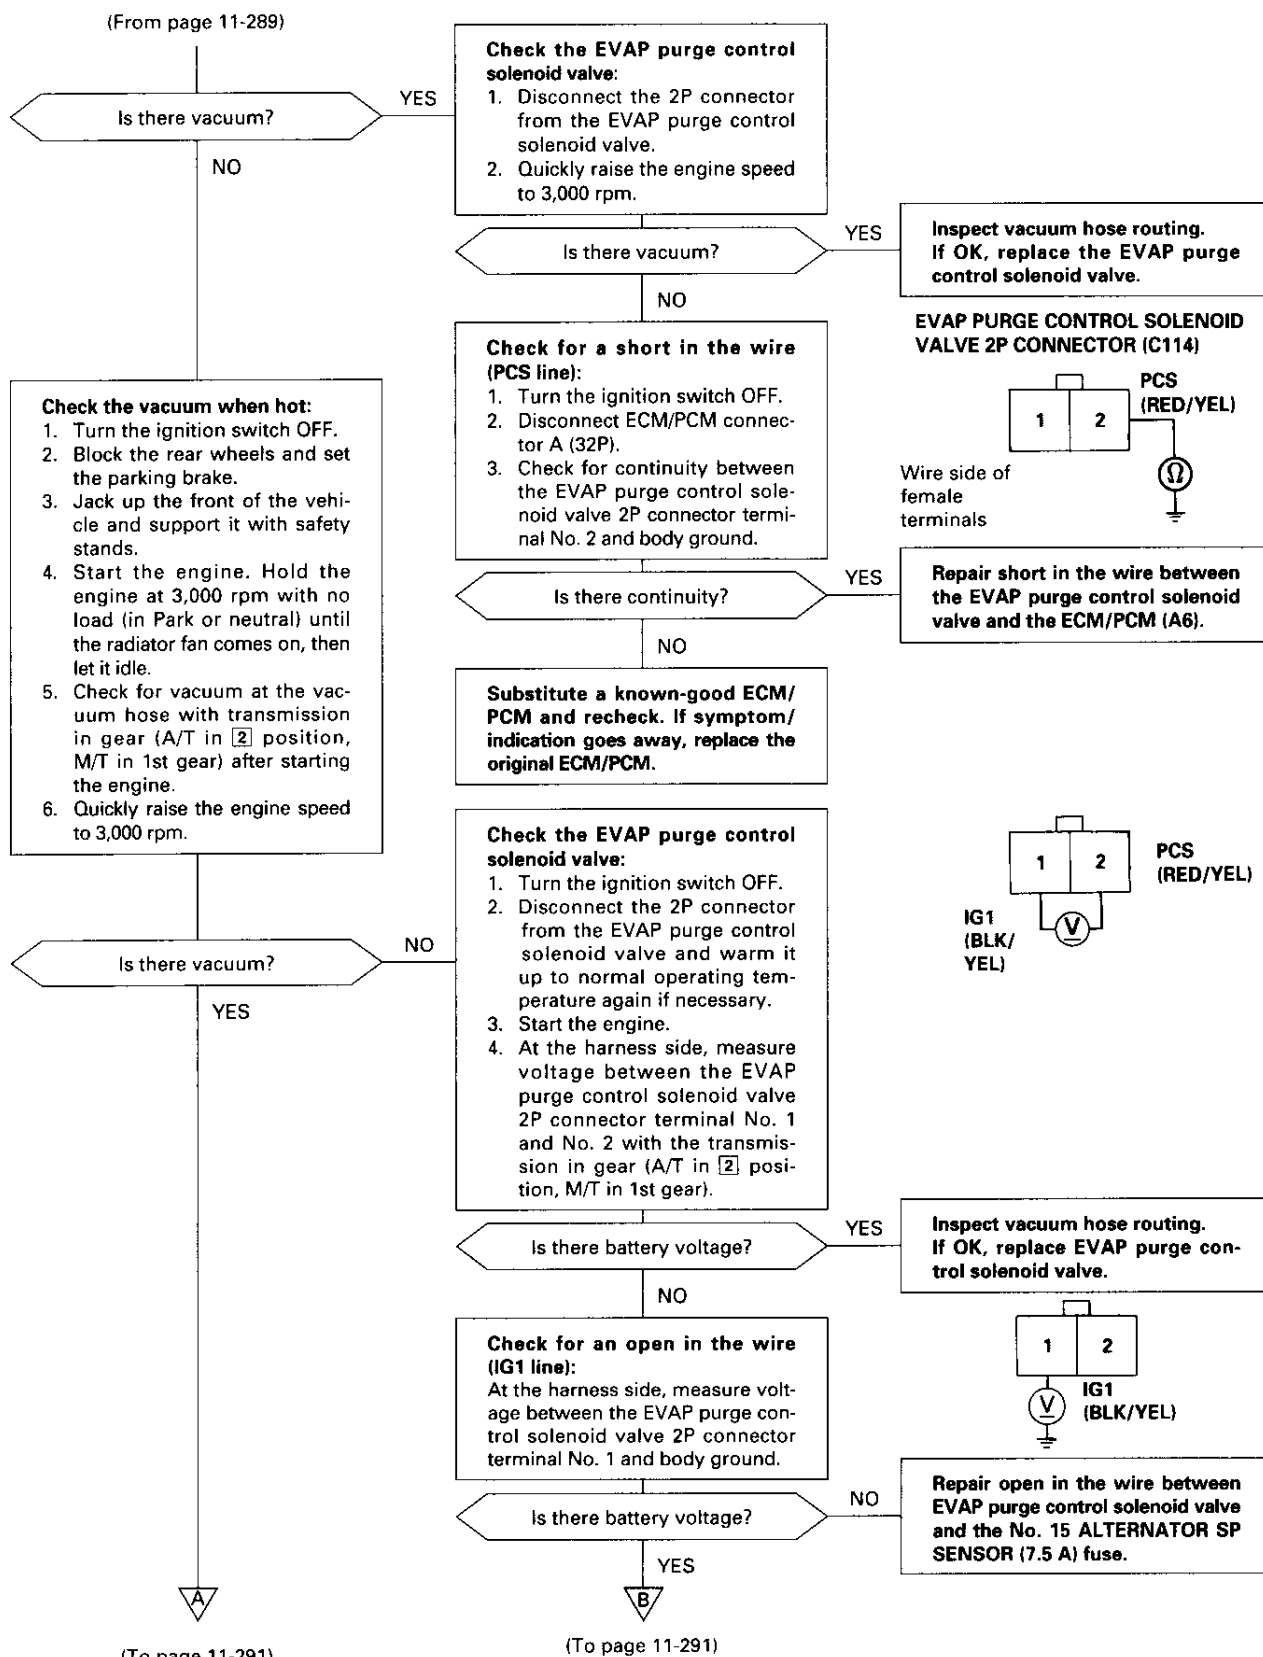 (From page 11-289)
Is there vacuum?
YES
NO
Check the EVAP purge control
solenoid valve:
1. Disconnect the 2P connector
from the EVAP purge control
solenoid valve.
2. Quickly raise the engine speed
to 3,000 rpm.
Is there vacuum?
YES
NO
Inspect vacuum hose routing.
If OK, replace the EVAP purge
control solenoid valve.
EVAP PURGE CONTROL SOLENOID
VALVE 2P CONNECTOR (C114)
PCS
(RED/YEL)
1 2
Ω
Wire side of
female
terminals
Check for a short in the wire
(PCS line):
1. Turn the ignition switch OFF.
2. Disconnect ECM/PCM connec-
tor A (32P).
3. Check for continuity between
the EVAP purge control sole-
noid valve 2P connector termi-
nal No. 2 and body ground.
Is there continuity?
YES
NO
Repair short in the wire between
the EVAP purge control solenoid
valve and the ECM/PCM (A6).
Substitute a known-good ECM/
PCM and recheck. If symptom/
indication goes away, replace the
original ECM/PCM.
Check the vacuum when hot:
1. Turn the ignition switch OFF.
2. Block the rear wheels and set
the parking brake.
3. Jack up the front of the vehi-
cle and support it with safety
stands.
4. Start the engine. Hold the
engine at 3,000 rpm with no
load (in Park or neutral) until
the radiator fan comes on, then
let it idle.
5. Check for vacuum at the vac-
uum hose with transmission
in gear (A/T in 2 position,
M/T in 1st gear) after starting
the engine.
6. Quickly raise the engine speed
to 3,000 rpm.
Is there vacuum?
NO
YES
Check the EVAP purge control
solenoid valve:
1. Turn the ignition switch OFF.
2. Disconnect the 2P connector
from the EVAP purge control
solenoid valve and warm it
up to normal operating tem-
perature again if necessary.
3. Start the engine.
4. At the harness side, measure
voltage between the EVAP
purge control solenoid valve
2P connector terminal No. 1
and No. 2 with the transmis-
sion in gear (A/T in 2 posi-
tion, M/T in 1st gear).
1 2
PCS
(RED/YEL)
IG1
(BLK/
YEL)
V
Is there battery voltage?
YES
NO
Inspect vacuum hose routing.
If OK, replace EVAP purge con-
trol solenoid valve.
Check for an open in the wire
(IG1 line):
At the harness side, measure volt-
age between the EVAP purge con-
trol solenoid valve 2P connector
terminal No. 1 and body ground.
1 2
V
IG1
(BLK/YEL)
Is there battery voltage?
NO
YES
Repair open in the wire between
EVAP purge control solenoid valve
and the No. 15 ALTERNATOR SP
SENSOR (7.5 A) fuse.
A
B
(To page 11-291)
(To page 11-291)